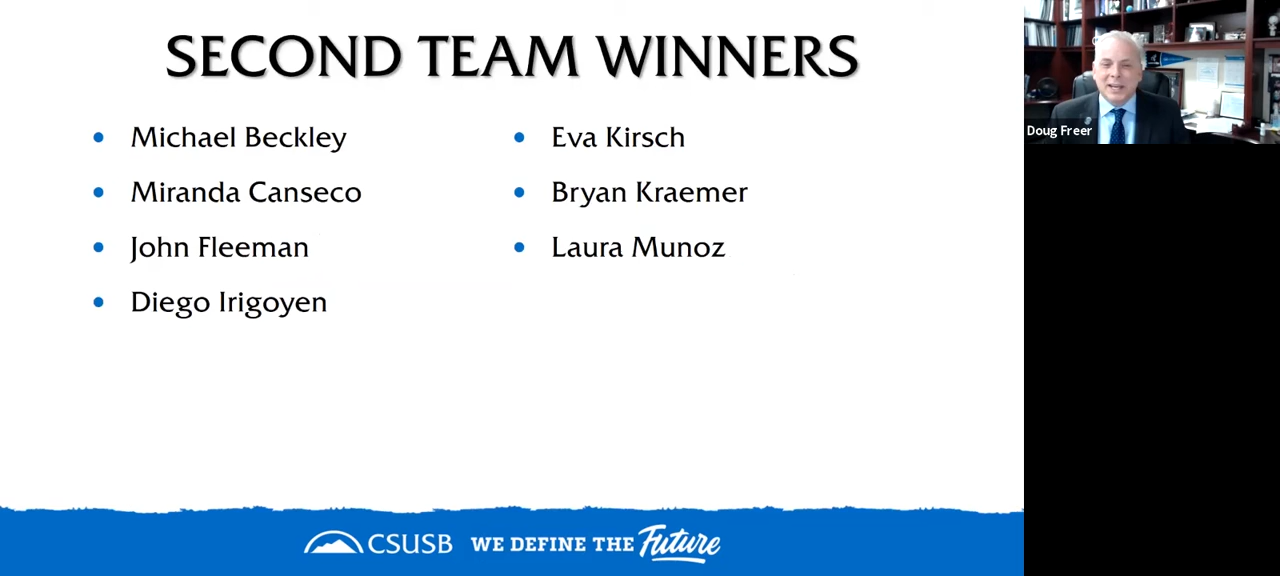 SECOND TEAM WINNERS
• Michael Beckley
• Miranda Canseco
• John Fleeman
• Diego Irigoyen
• Eva Kirsch
• Bryan Kraemer
• Laura Munoz
CSUSB WE DEFINE THE Future
Doug Freer